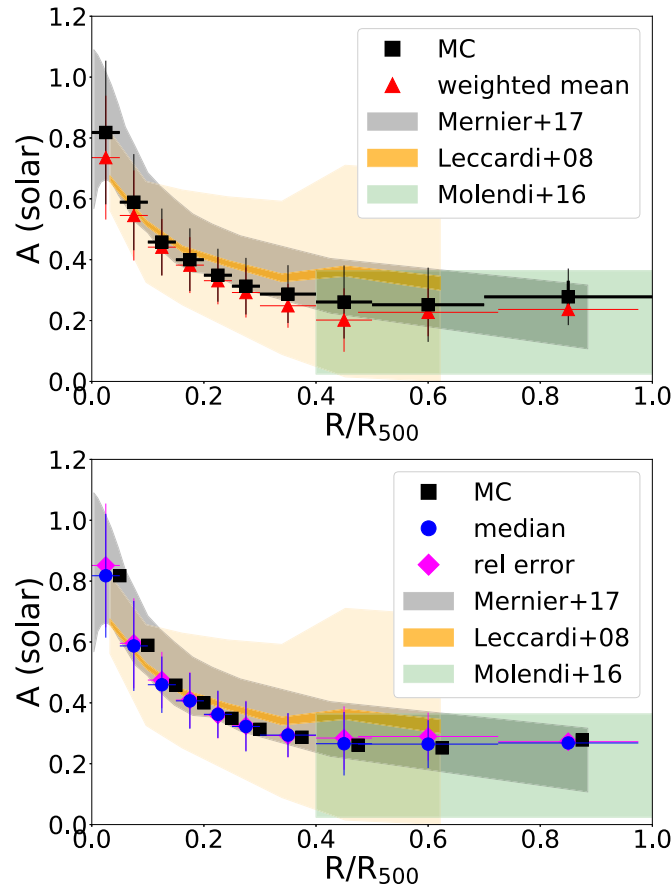 1.2
1.0
0.8
0.6
0.4
0.2
0.0
A (solar)
MC
weighted mean
Mernier+17
Leccardi+08
Molendi+16
0.0 0.2 0.4 0.6 0.8 1.0
R/R500
1.2
1.0
0.8
0.6
0.4
0.2
0.0
A (solar)
MC
median
rel error
Mernier+17
Leccardi+08
Molendi+16
0.0 0.2 0.4 0.6 0.8 1.0
R/R500